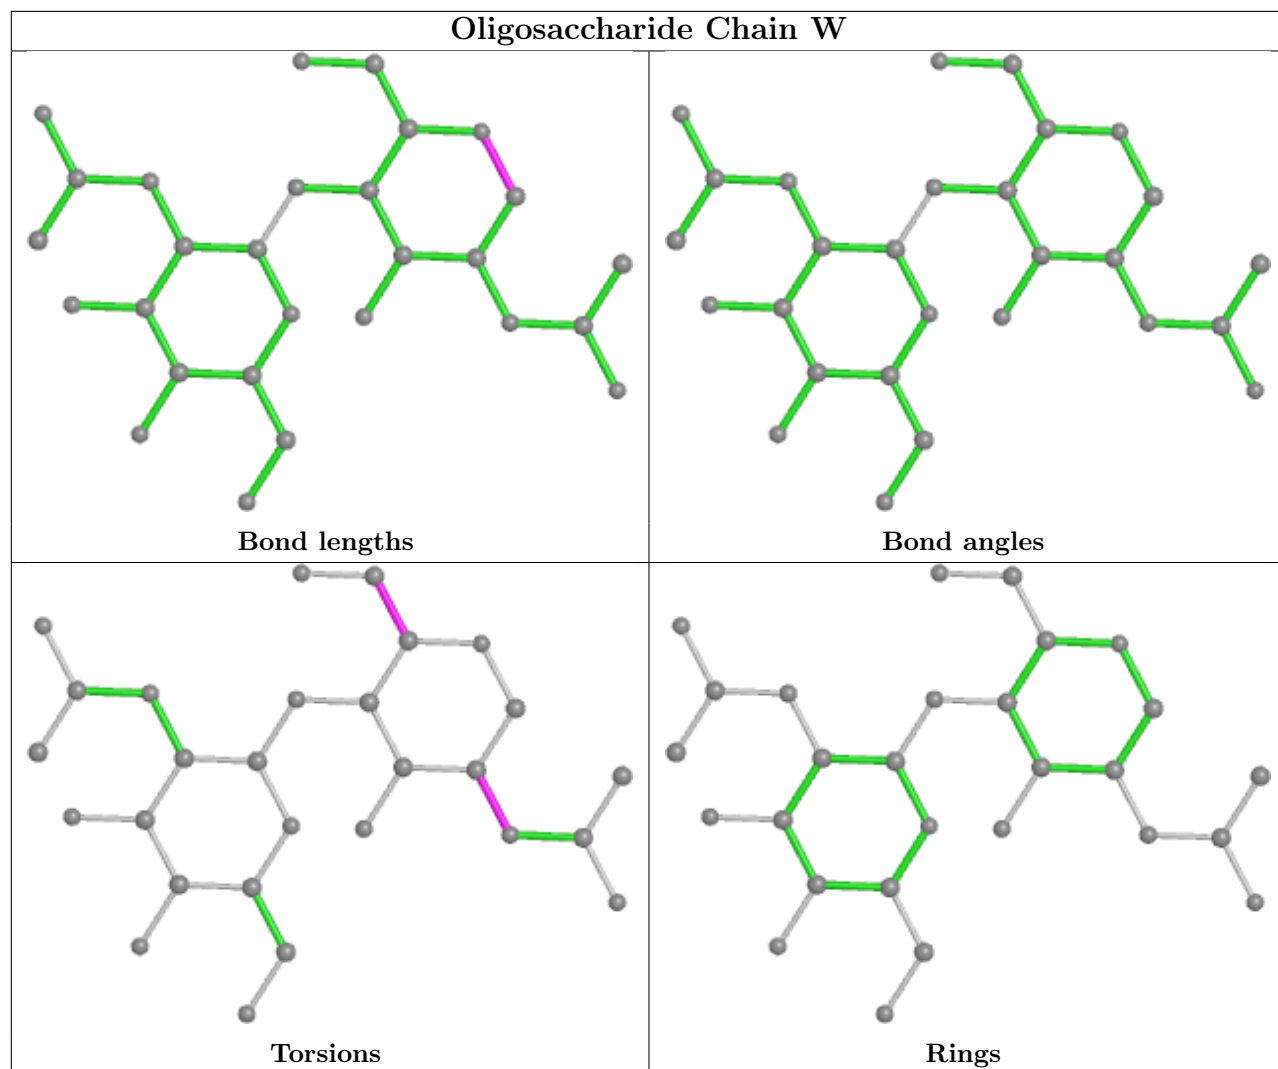 Oligosaccharide Chain W
Bond lengths
Bond angles
Torsions
Rings